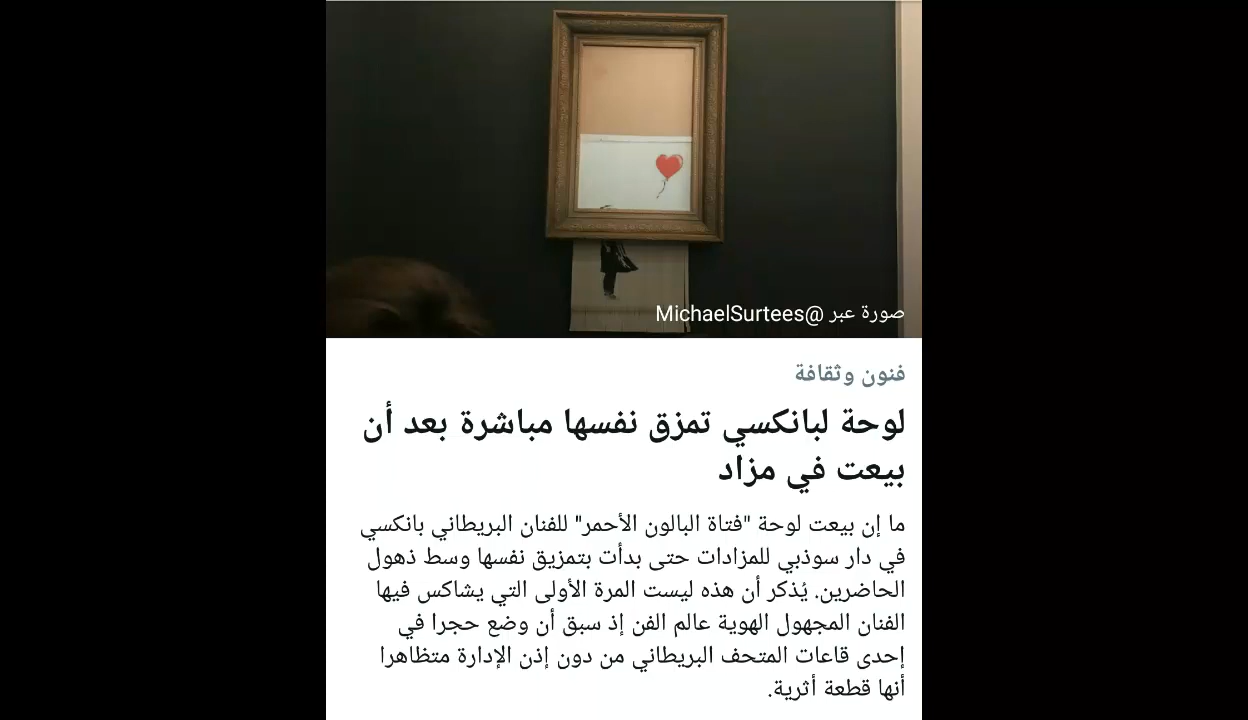 صورة عبر @MichaelSurtees
فنون وثقافة
لوحة لبانكسي تمزق نفسها مباشرة بعد أن
بيعت في مزاد
ما إن بيعت لوحة "فتاة البالون الأحمر" للفنان البريطاني بانكسي
في دار سوذبي للمزادات حتى بدأت بتمزيق نفسها وسط ذهول
الحاضرين. يُذكر أن هذه ليست المرة الأولى التي يشاكس فيها
الفنان المجهول الهوية عالم الفن إذ سبق أن وضع حجرا في
إحدى قاعات المتحف البريطاني من دون إذن الإدارة متظاهرا
أنها قطعة أثرية.